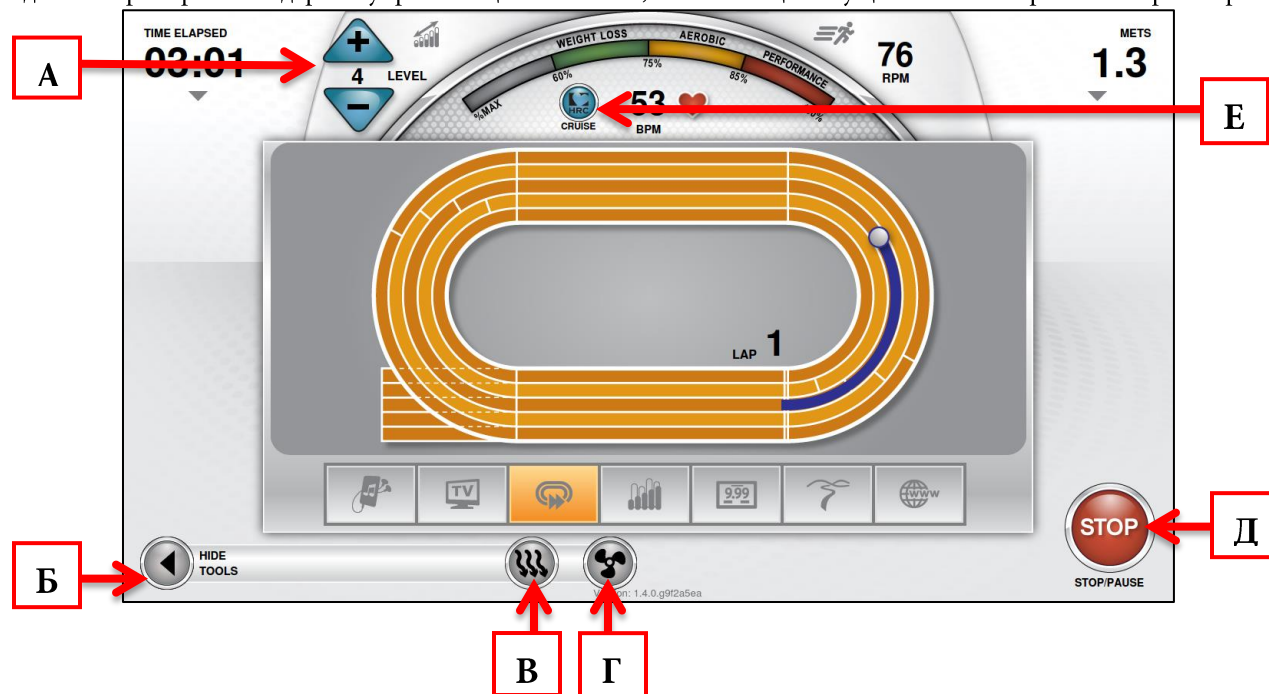 TIME ELAPSED
03:01
4 LEVEL
WEIGHT LOSS
AEROBIC
PERFORMANCE
%MAX
60%
75%
85%
HRC
CRUISE
53
BPM
76
RPM
METS
1.3
А
Е
LAP 1
TV
9.99
www
STOP
STOP/PAUSE
Д
Б
HIDE
TOOLS
1.4.0.g9f2a5ea
В
Г